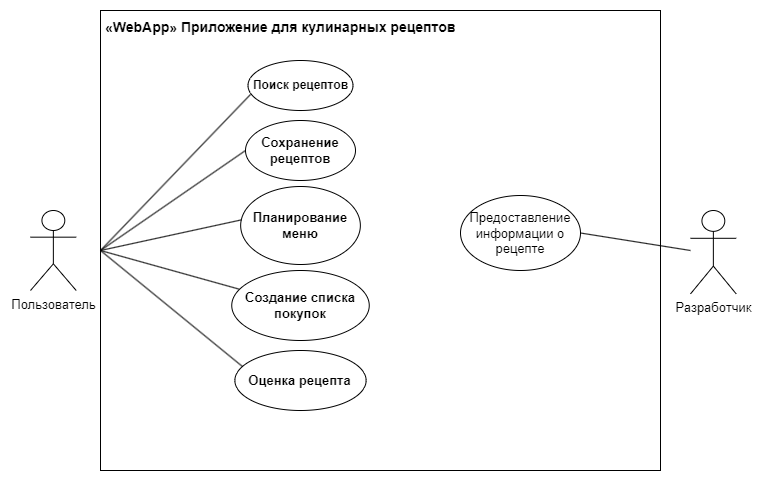 «WebApp» Приложение для кулинарных рецептов
Поиск рецептов
Сохранение
рецептов
Планирование
меню
Создание списка
покупок
Оценка рецепта
Предоставление
информации о
рецепте
Пользователь
Разработчик